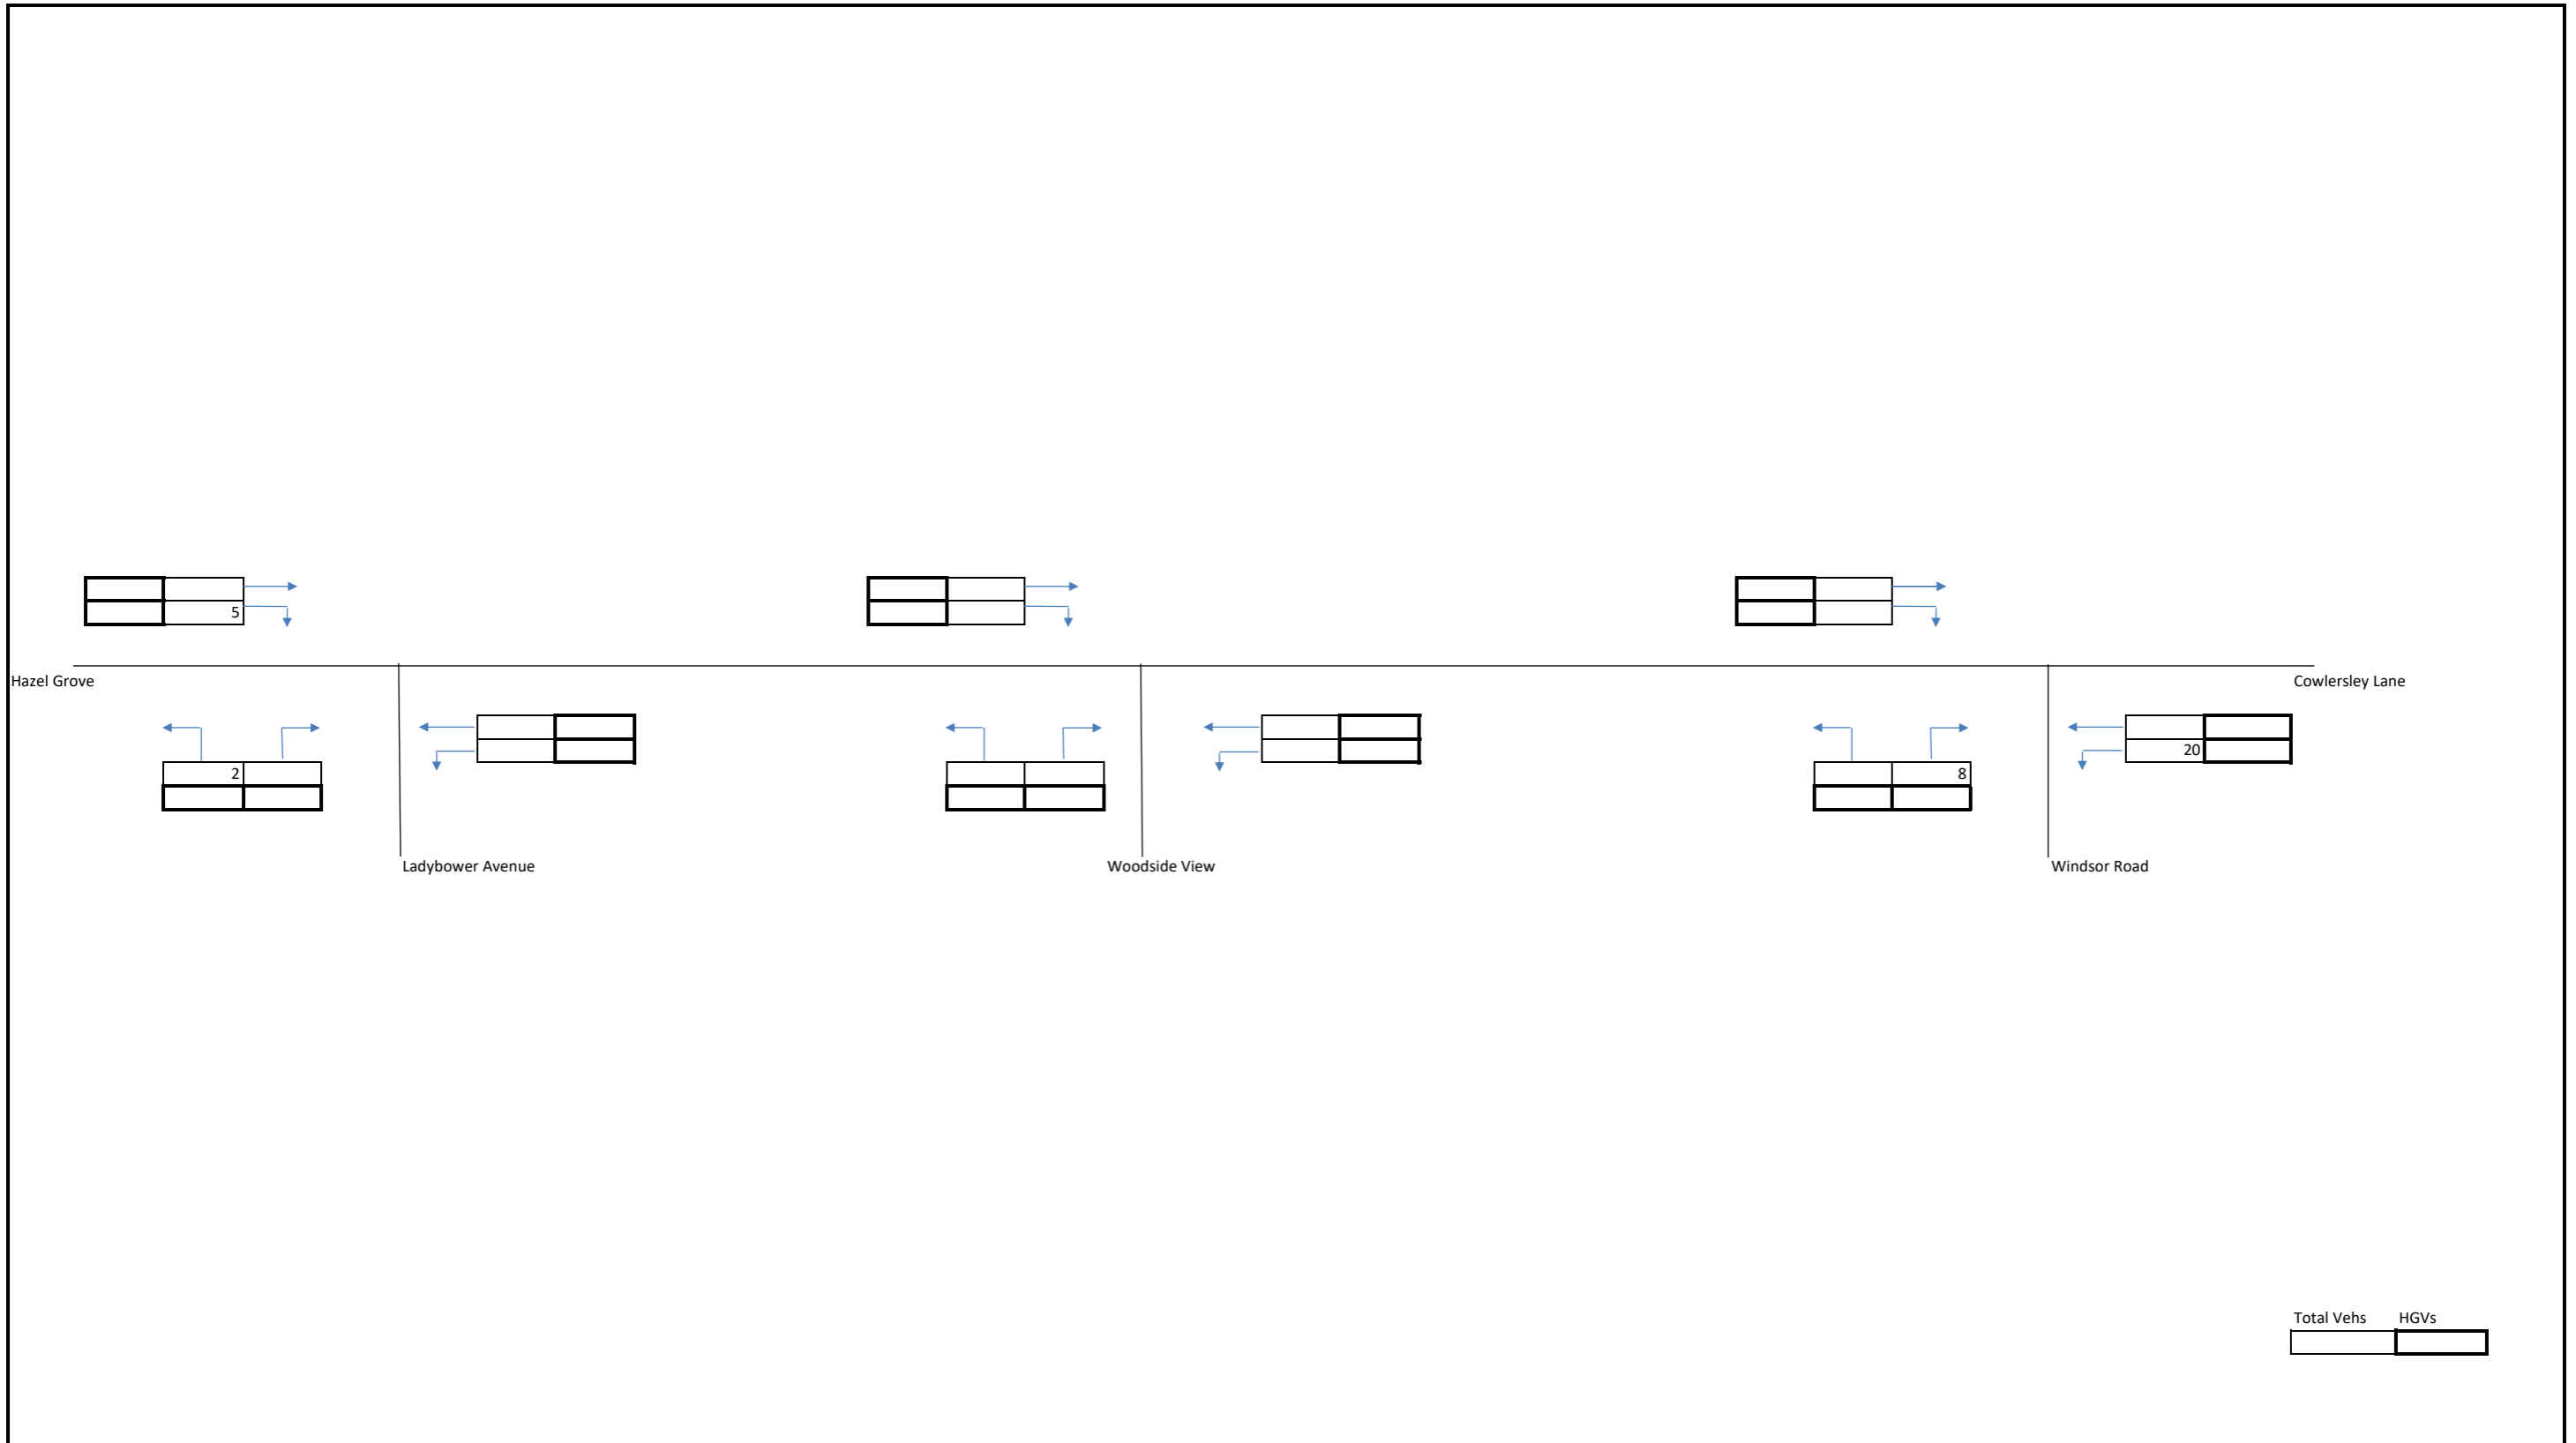 5
Hazel Grove
Cowlersley Lane
20
2
8
Ladybower Avenue
Woodside View
Windsor Road
Total Vehs HGVs